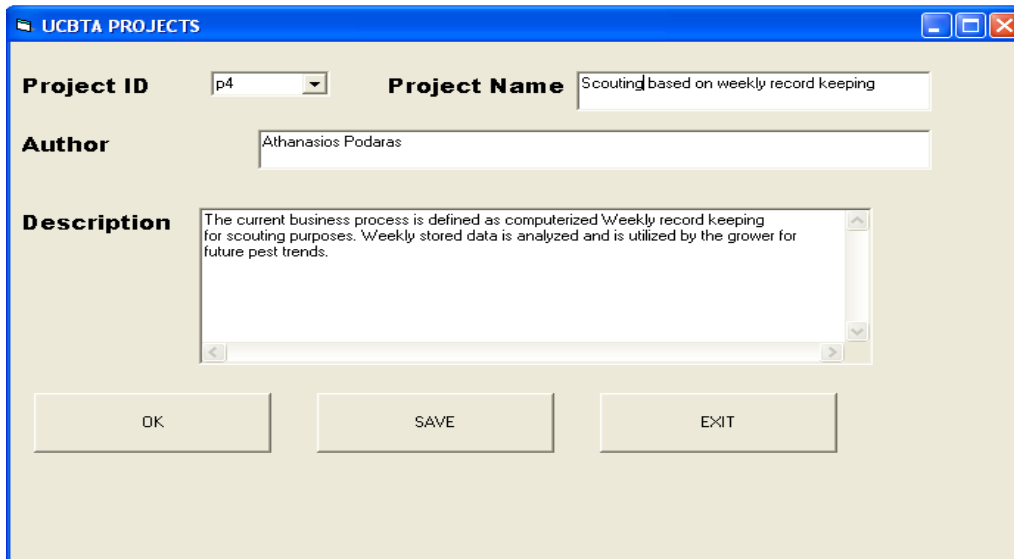 UCBTA PROJECTS
Project ID p4 Project Name Scouting based on weekly record keeping
Author Athanasios Podaras
Description
The current business process is defined as computerized Weekly record keeping
for scouting purposes. Weekly stored data is analyzed and is utilized by the grower for
future pest trends.
OK SAVE EXIT